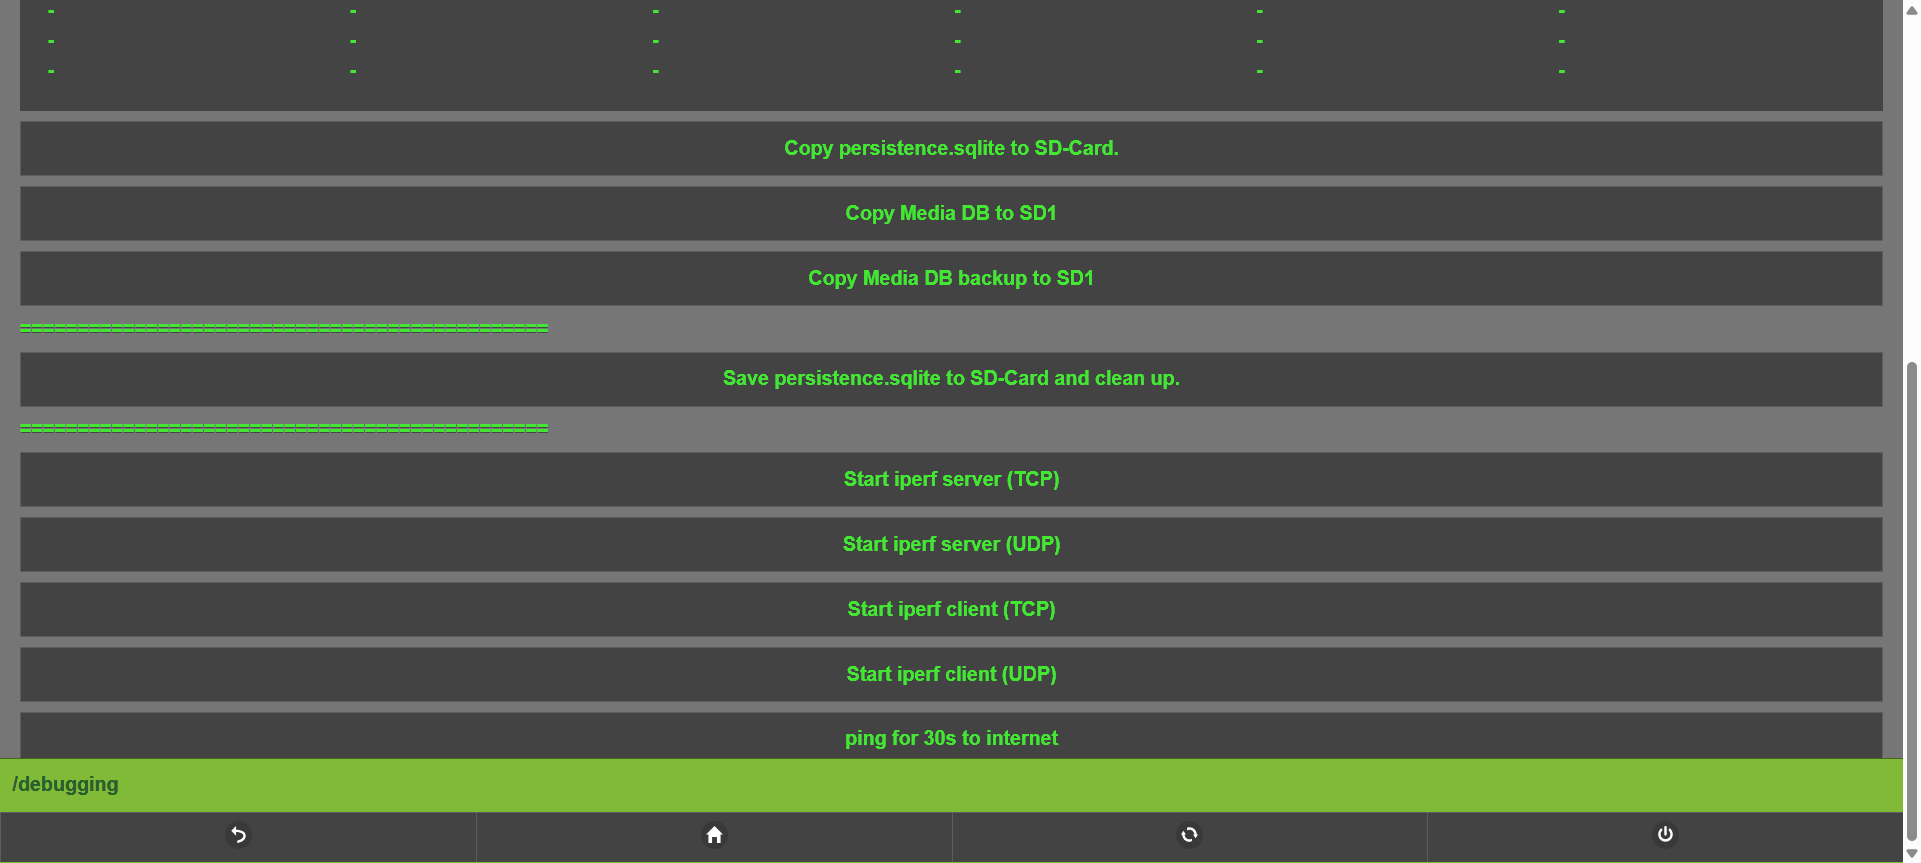 - - - - - -
- - - - - -
- - - - - -
Copy persistence.sqlite to SD-Card.
Copy Media DB to SD1
Copy Media DB backup to SD1
================================================
Save persistence.sqlite to SD-Card and clean up.
================================================
Start iperf server (TCP)
Start iperf server (UDP)
Start iperf client (TCP)
Start iperf client (UDP)
ping for 30s to internet
/debugging